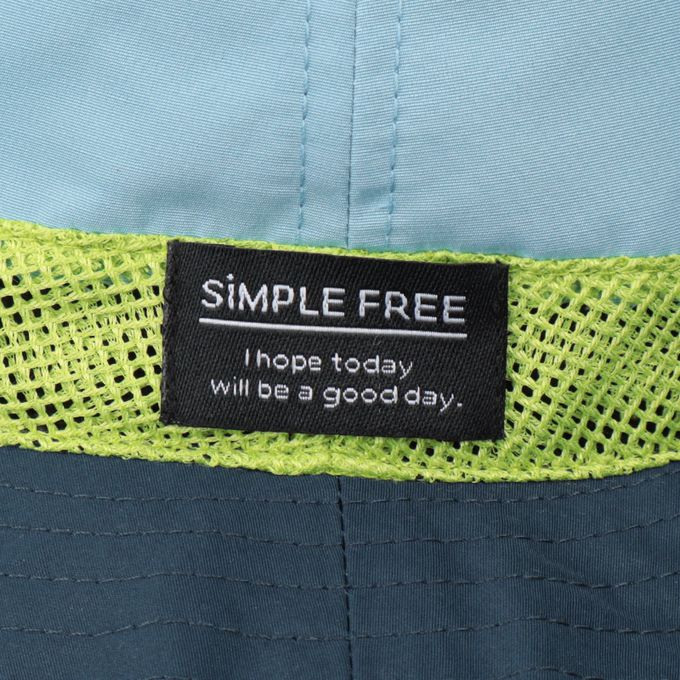 SiMPLE FREE
I hope today
will be a good day.